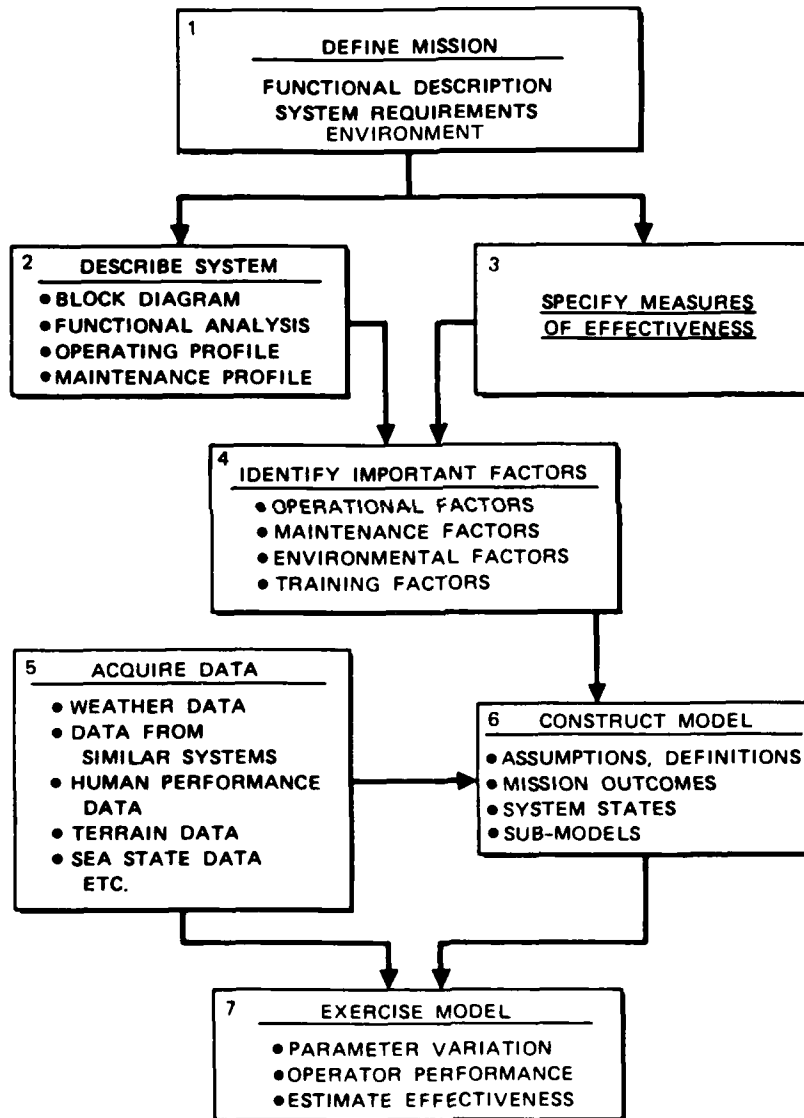 1
DEFINE MISSION
FUNCTIONAL DESCRIPTION
SYSTEM REQUIREMENTS
ENVIRONMENT
2
DESCRIBE SYSTEM
● BLOCK DIAGRAM
● FUNCTIONAL ANALYSIS
● OPERATING PROFILE
● MAINTENANCE PROFILE
3
SPECIFY MEASURES
OF EFFECTIVENESS
4
IDENTIFY IMPORTANT FACTORS
● OPERATIONAL FACTORS
● MAINTENANCE FACTORS
● ENVIRONMENTAL FACTORS
● TRAINING FACTORS
5
ACQUIRE DATA
● WEATHER DATA
● DATA FROM
SIMILAR SYSTEMS
● HUMAN PERFORMANCE
DATA
● TERRAIN DATA
● SEA STATE DATA
ETC.
6
CONSTRUCT MODEL
● ASSUMPTIONS, DEFINITIONS
● MISSION OUTCOMES
● SYSTEM STATES
● SUB-MODELS
7
EXERCISE MODEL
● PARAMETER VARIATION
● OPERATOR PERFORMANCE
● ESTIMATE EFFECTIVENESS